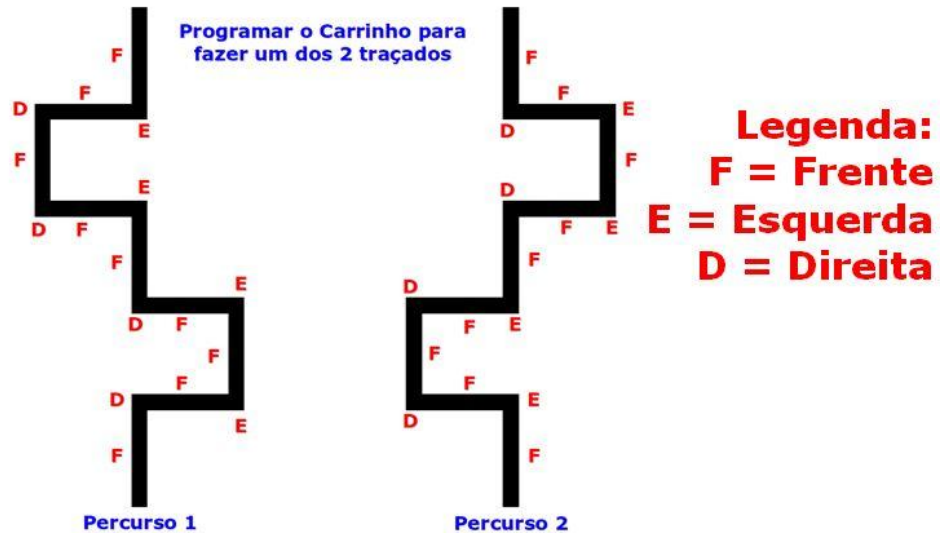 Programar o Carrinho para
fazer um dos 2 traçados
F
F
D
E
F
E
D
F
F
E
D
F
F
F
D
E
F
Percurso 1
F
F
E
D
F
D
F
E
F
D
F
E
F
F
D
E
F
Percurso 2
Legenda:
F = Frente
E = Esquerda
D = Direita